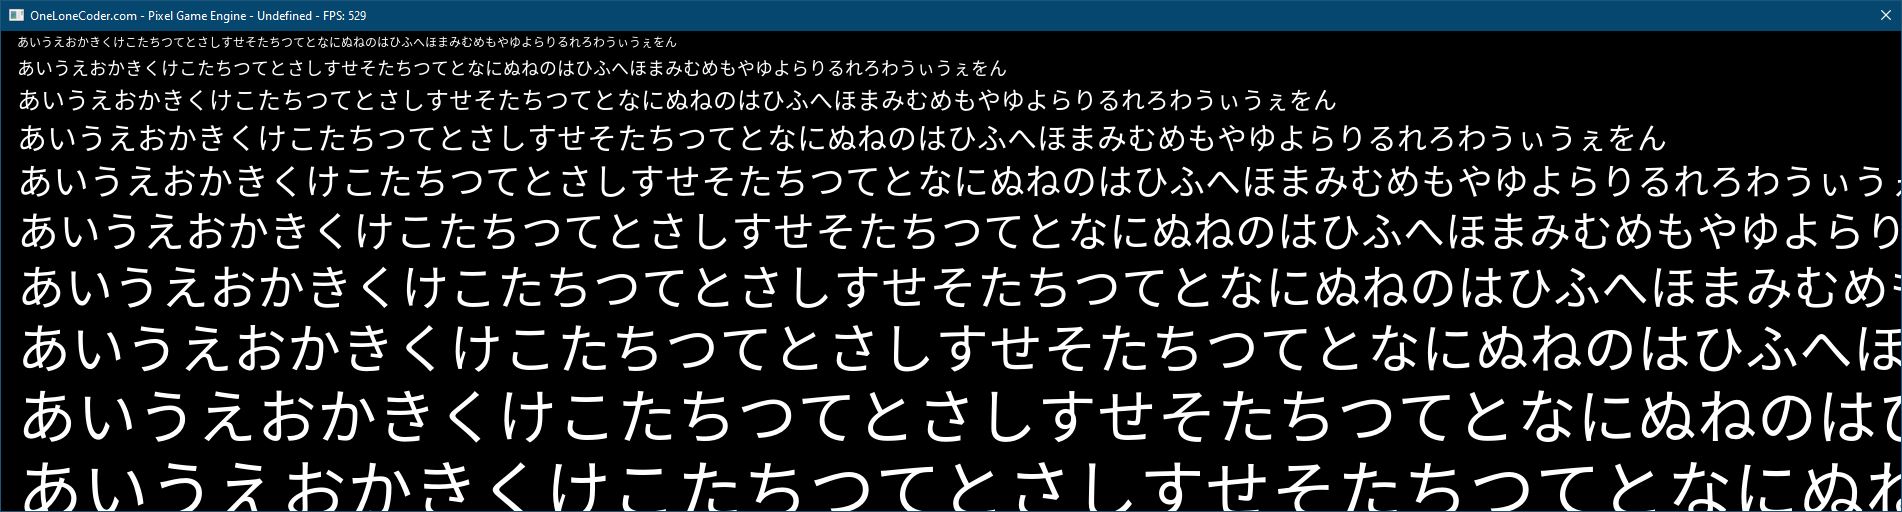 OneLoneCoder.com - Pixel Game Engine - Undefined - FPS: 529
あいうえおかきくけこたちつてとさしすせそたちつてとなにぬねのはひふへほまみむめもやゆよらりるれろわうぃうぇをん
あいうえおかきくけこたちつてとさしすせそたちつてとなにぬねのはひふへほまみむめもやゆよらりるれろわうぃうぇをん
あいうえおかきくけこたちつてとさしすせそたちつてとなにぬねのはひふへほまみむめもやゆよらりるれろわうぃうぇをん
あいうえおかきくけこたちつてとさしすせそたちつてとなにぬねのはひふへほまみむめもやゆよらりるれろわうぃうぇをん
あいうえおかきくけこたちつてとさしすせそたちつてとなにぬねのはひふへほまみむめもやゆよらりるれろわうぃう
あいうえおかきくけこたちつてとさしすせそたちつてとなにぬねのはひふへほまみむめもやゆよらり
あいうえおかきくけこたちつてとさしすせそたちつてとなにぬねのはひふへほまみむめ
あいうえおかきくけこたちつてとさしすせそたちつてとなにぬねのはひふへほ
あいうえおかきくけこたちつてとさしすせそたちつてとなにぬねのは
あいうえおかきくけこたちつてとさしすせそたちつてとなにぬ